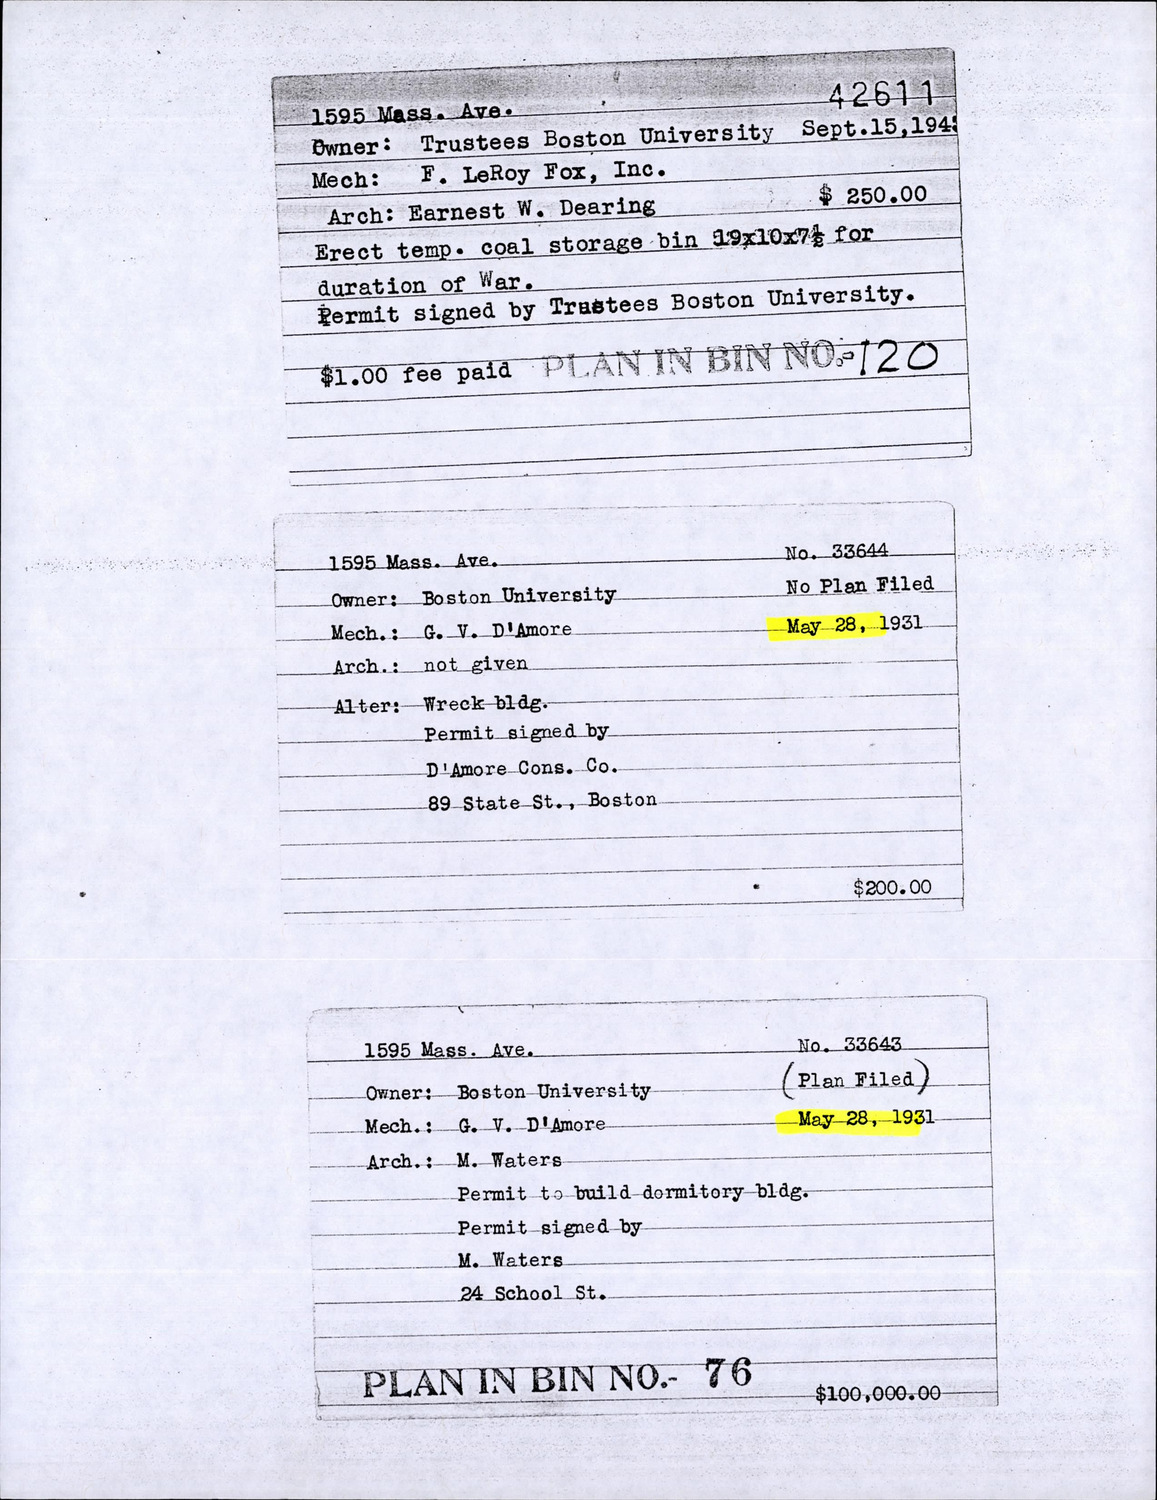 42611
1595 Mass. Ave.
Owner: Trustees Boston University Sept.15,194
Mech: F. LeRoy Fox, Inc.
Arch: Earnest W. Dearing $ 250.00
Erect temp. coal storage bin 19x10x7½ for
duration of War.
Permit signed by Trustees Boston University.
$1.00 fee paid PLAN IN BIN NO.- 120
1595 Mass. Ave. No. 33644
Owner: Boston University No Plan Filed
Mech.: G. V. D'Amore May 28, 1931
Arch.: not given
Alter: Wreck bldg.
Permit signed by
D'Amore Cons. Co.
89 State St., Boston
$200.00
1595 Mass. Ave. No. 33643
Owner: Boston University (Plan Filed)
Mech.: G. V. D'Amore May 28, 1931
Arch.: M. Waters
Permit to build dormitory bldg.
Permit signed by
M. Waters
24 School St.
PLAN IN BIN NO.- 76
$100,000.00